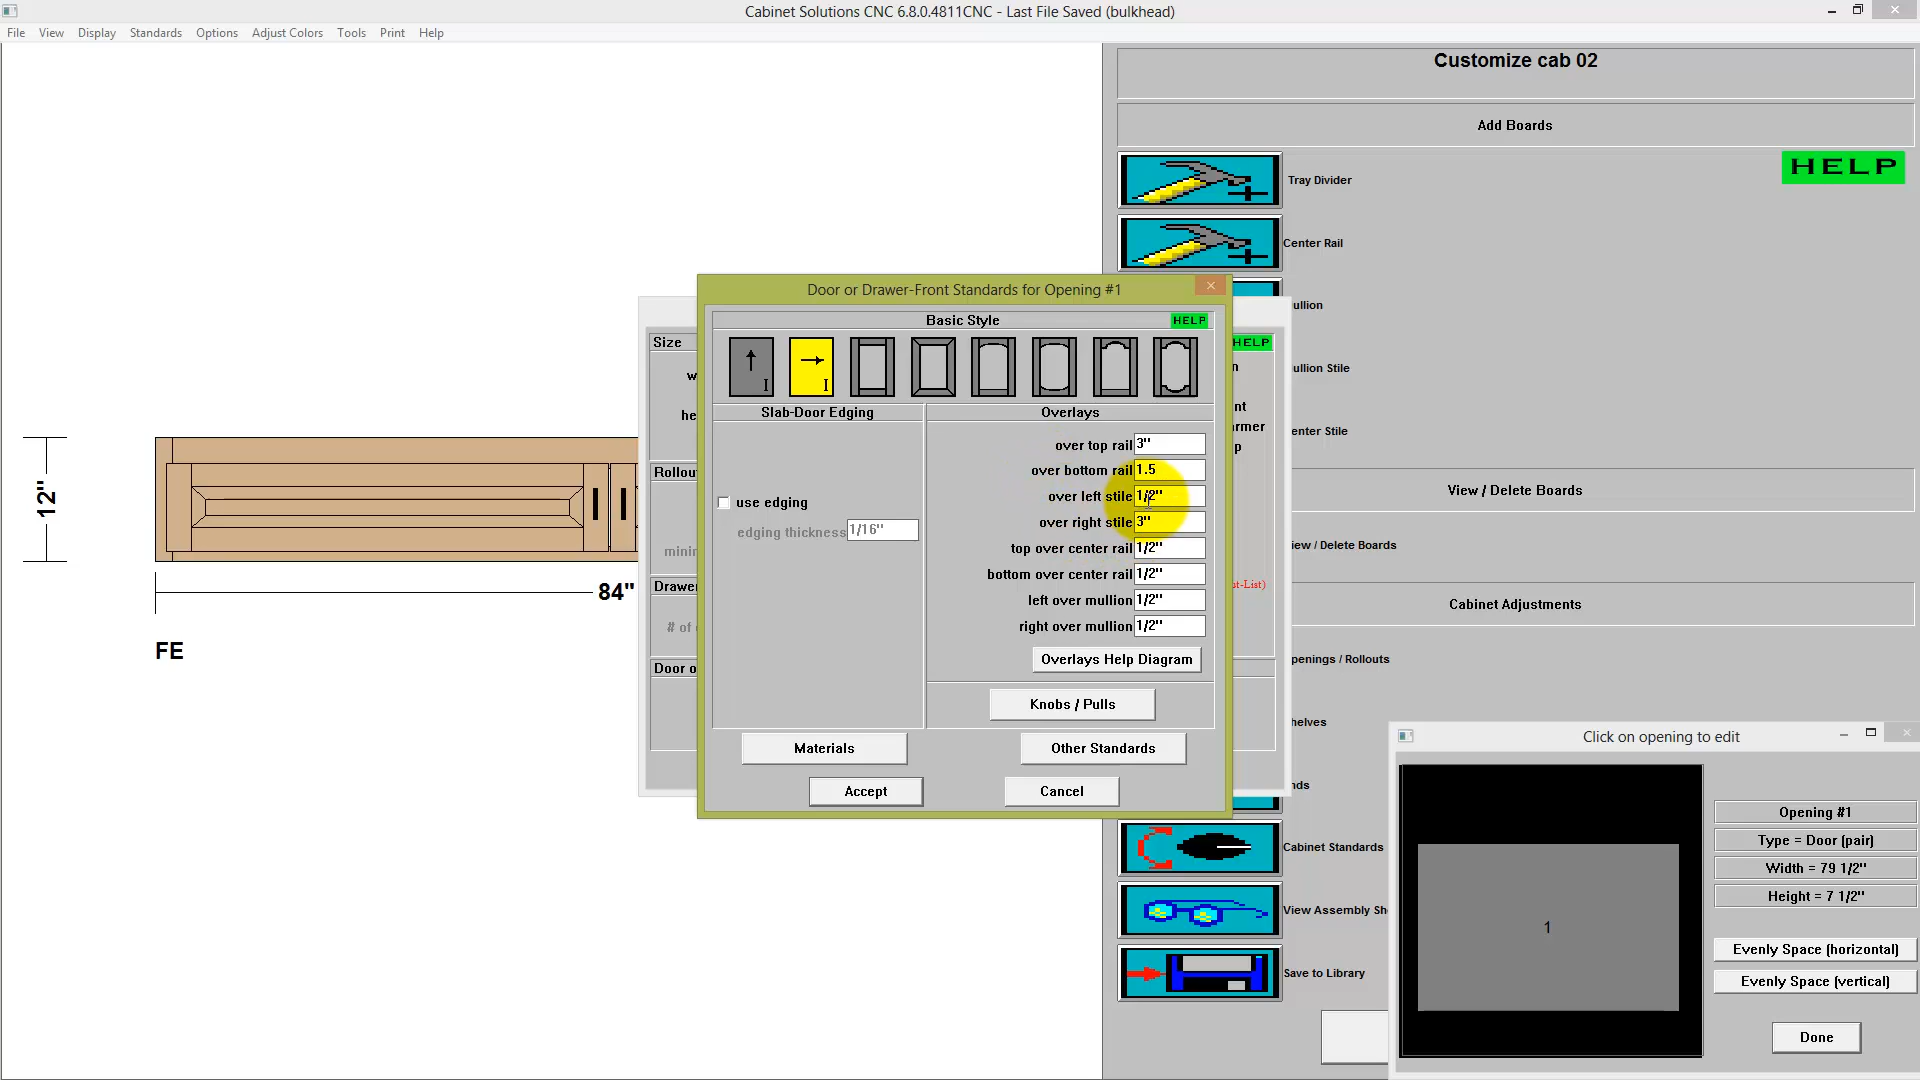 Cabinet Solutions CNC 6.8.0.4811CNC - Last File Saved (bulkhead)
File View Display Standards Options Adjust Colors Tools Print Help
Customize cab 02
Add Boards
HELP
Tray Divider
Center Rail
ullion
ullion Stile
enter Stile
View / Delete Boards
iew / Delete Boards
Cabinet Adjustments
penings / Rollouts
helves
nds
Cabinet Standards
View Assembly Sh
Save to Library
12"
84"
FE
Size
w
he
Rollou
minin
Drawer
# of
Door o
HELP
n
nt
rmer
p
ut-List)
Door or Drawer-Front Standards for Opening #1
Basic Style
HELP
I
I
Slab-Door Edging
use edging
edging thickness 1/16"
Overlays
over top rail 3"
over bottom rail 1.5
over left stile 1/2"
over right stile 3"
top over center rail 1/2"
bottom over center rail 1/2"
left over mullion 1/2"
right over mullion 1/2"
Overlays Help Diagram
Knobs / Pulls
Materials
Other Standards
Accept
Cancel
Click on opening to edit
1
Opening #1
Type = Door (pair)
Width = 79 1/2"
Height = 7 1/2"
Evenly Space (horizontal)
Evenly Space (vertical)
Done